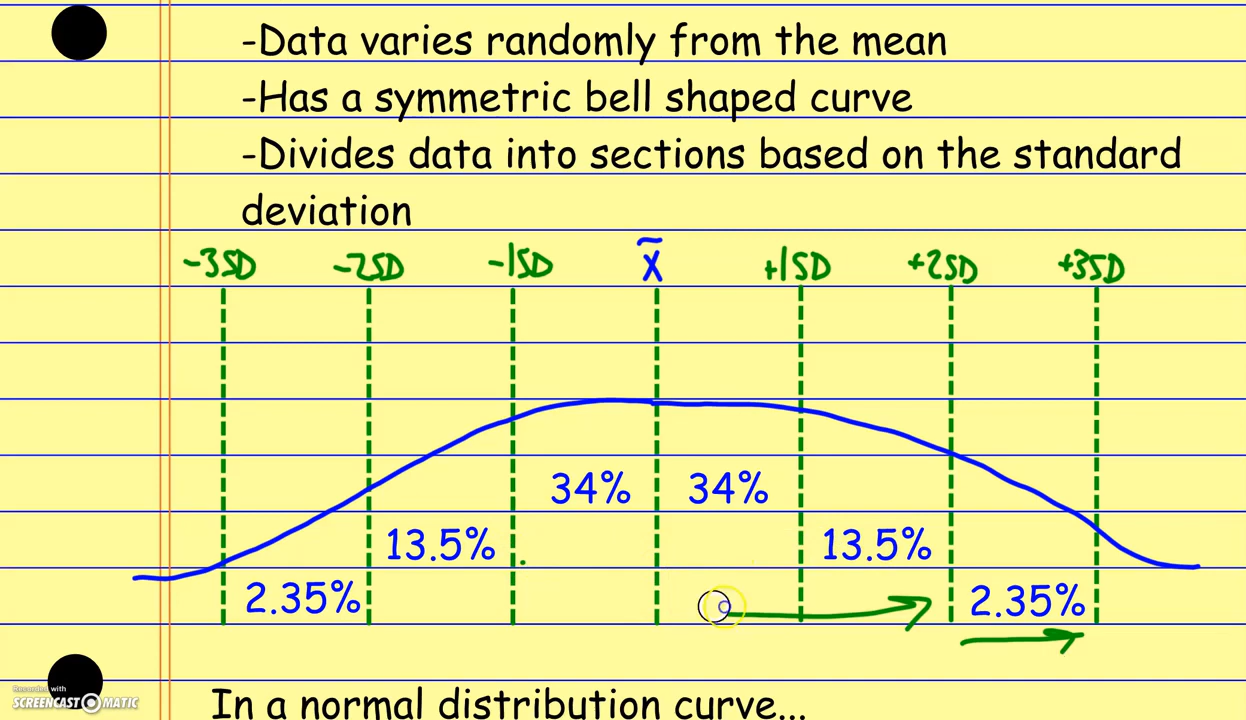 -Data varies randomly from the mean
-Has a symmetric bell shaped curve
-Divides data into sections based on the standard
deviation
-3SD -2SD -1SD x̃ +1SD +2SD +3SD
34% 34%
13.5% 13.5%
2.35% 2.35%
Recorded with
SCREENCAST-O-MATIC
In a normal distribution curve...